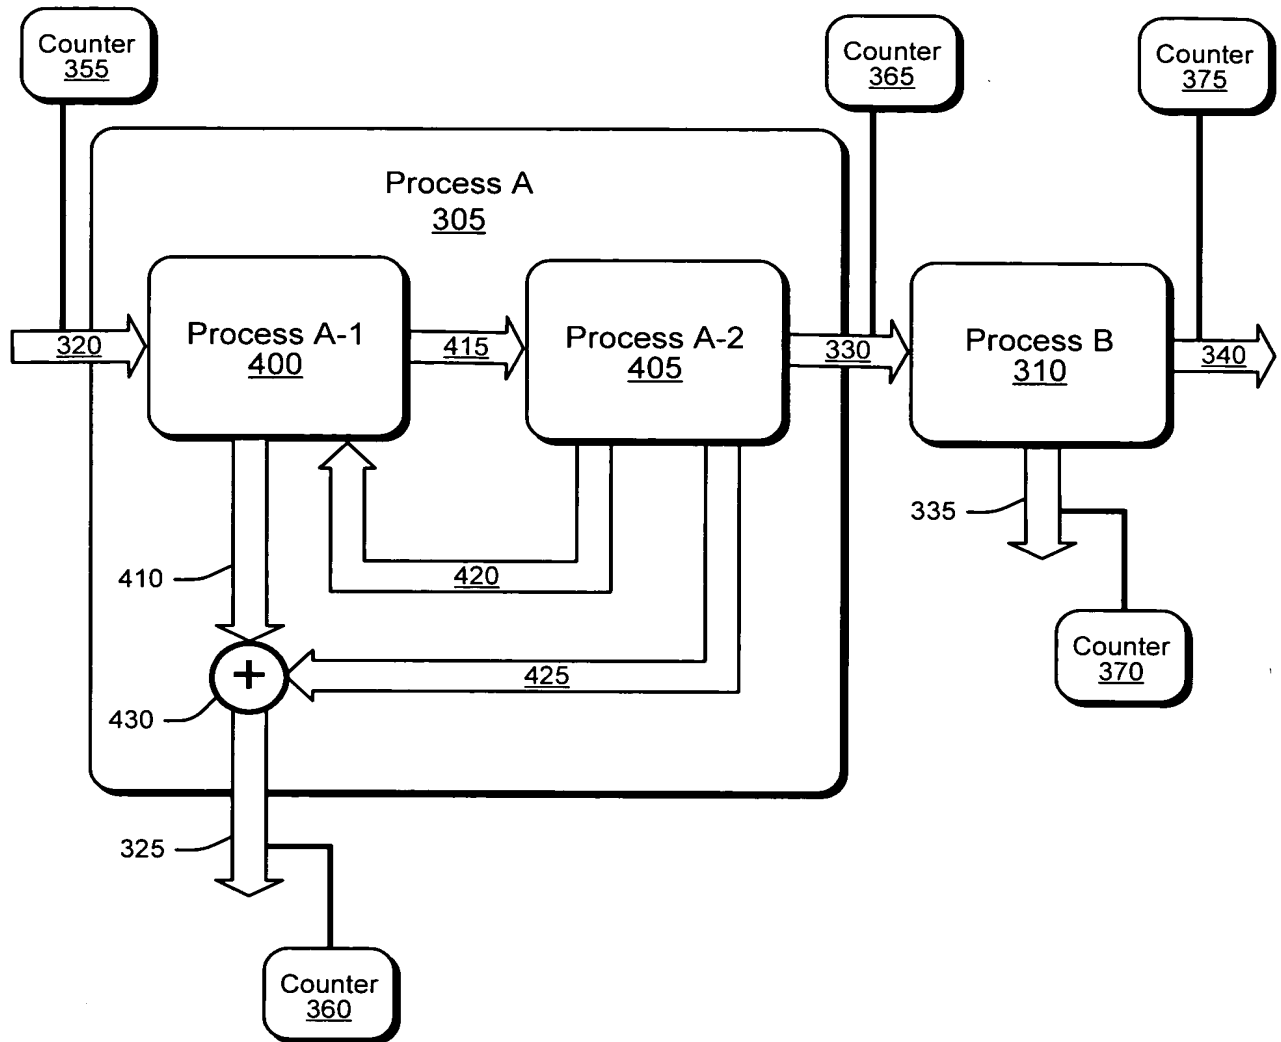 Counter
355
Counter
365
Counter
375
Process A
305
320
Process A-1
400
415
Process A-2
405
330
Process B
310
340
335
410
420
425
+
430
Counter
370
325
Counter
360